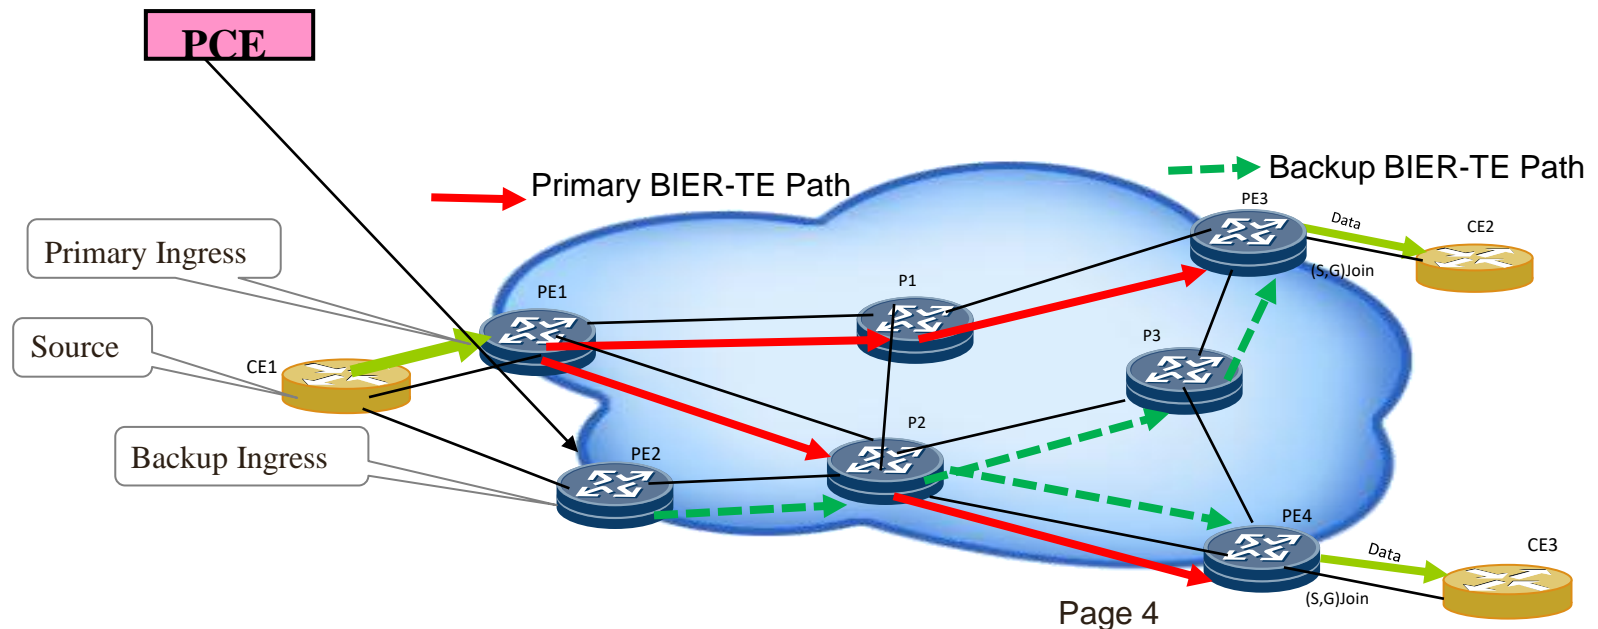 PCE
Primary BIER-TE Path
Backup BIER-TE Path
PE3
Data
CE2
Primary Ingress
(S,G)Join
PE1
P1
Source
P3
CE1
P2
Backup Ingress
PE2
PE4
Data
CE3
(S,G)Join
Page 4